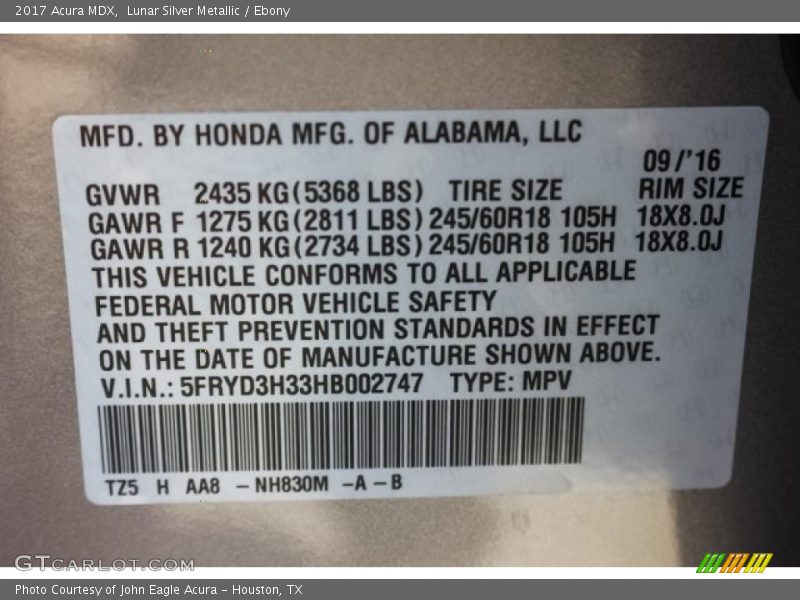 2017 Acura MDX,  Lunar Silver Metallic / Ebony
MFD. BY HONDA MFG. OF ALABAMA, LLC
09/'16
GVWR 2435 KG(5368 LBS) TIRE SIZE RIM SIZE
GAWR F 1275 KG(2811 LBS) 245/60R18 105H 18X8.0J
GAWR R 1240 KG(2734 LBS) 245/60R18 105H 18X8.0J
THIS VEHICLE CONFORMS TO ALL APPLICABLE
FEDERAL MOTOR VEHICLE SAFETY
AND THEFT PREVENTION STANDARDS IN EFFECT
ON THE DATE OF MANUFACTURE SHOWN ABOVE.
V.I.N.: 5FRYD3H33HB002747 TYPE: MPV
TZ5 H AA8 - NH830M -A - B
GTCARLOT.COM
Photo Courtesy of John Eagle Acura - Houston, TX